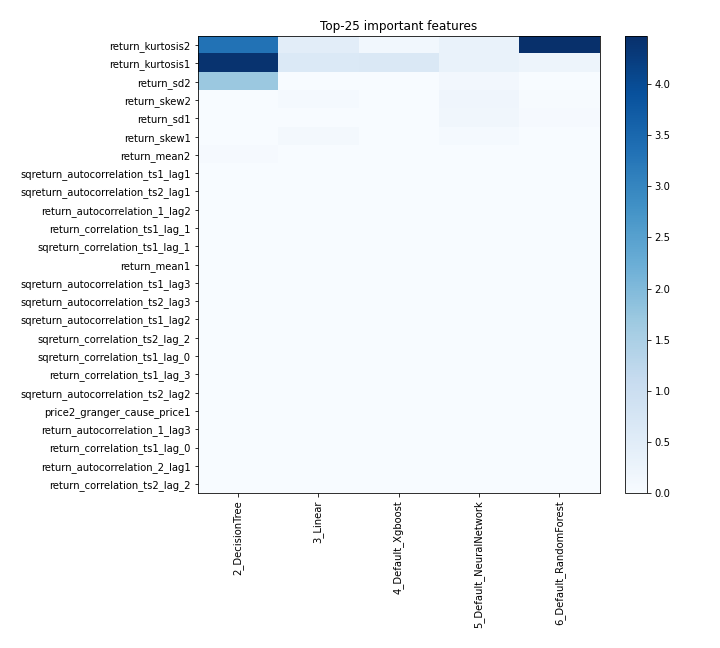 Top-25 important features
return_kurtosis2
return_kurtosis1
return_sd2
return_skew2
return_sd1
return_skew1
return_mean2
sqreturn_autocorrelation_ts1_lag1
sqreturn_autocorrelation_ts2_lag1
return_autocorrelation_1_lag2
return_correlation_ts1_lag_1
sqreturn_correlation_ts1_lag_1
return_mean1
sqreturn_autocorrelation_ts1_lag3
sqreturn_autocorrelation_ts2_lag3
sqreturn_autocorrelation_ts1_lag2
sqreturn_correlation_ts2_lag_2
sqreturn_correlation_ts1_lag_0
return_correlation_ts1_lag_3
sqreturn_autocorrelation_ts2_lag2
price2_granger_cause_price1
return_autocorrelation_1_lag3
return_correlation_ts1_lag_0
return_autocorrelation_2_lag1
return_correlation_ts2_lag_2
2_DecisionTree
3_Linear
4_Default_Xgboost
5_Default_NeuralNetwork
6_Default_RandomForest
4.0
3.5
3.0
2.5
2.0
1.5
1.0
0.5
0.0